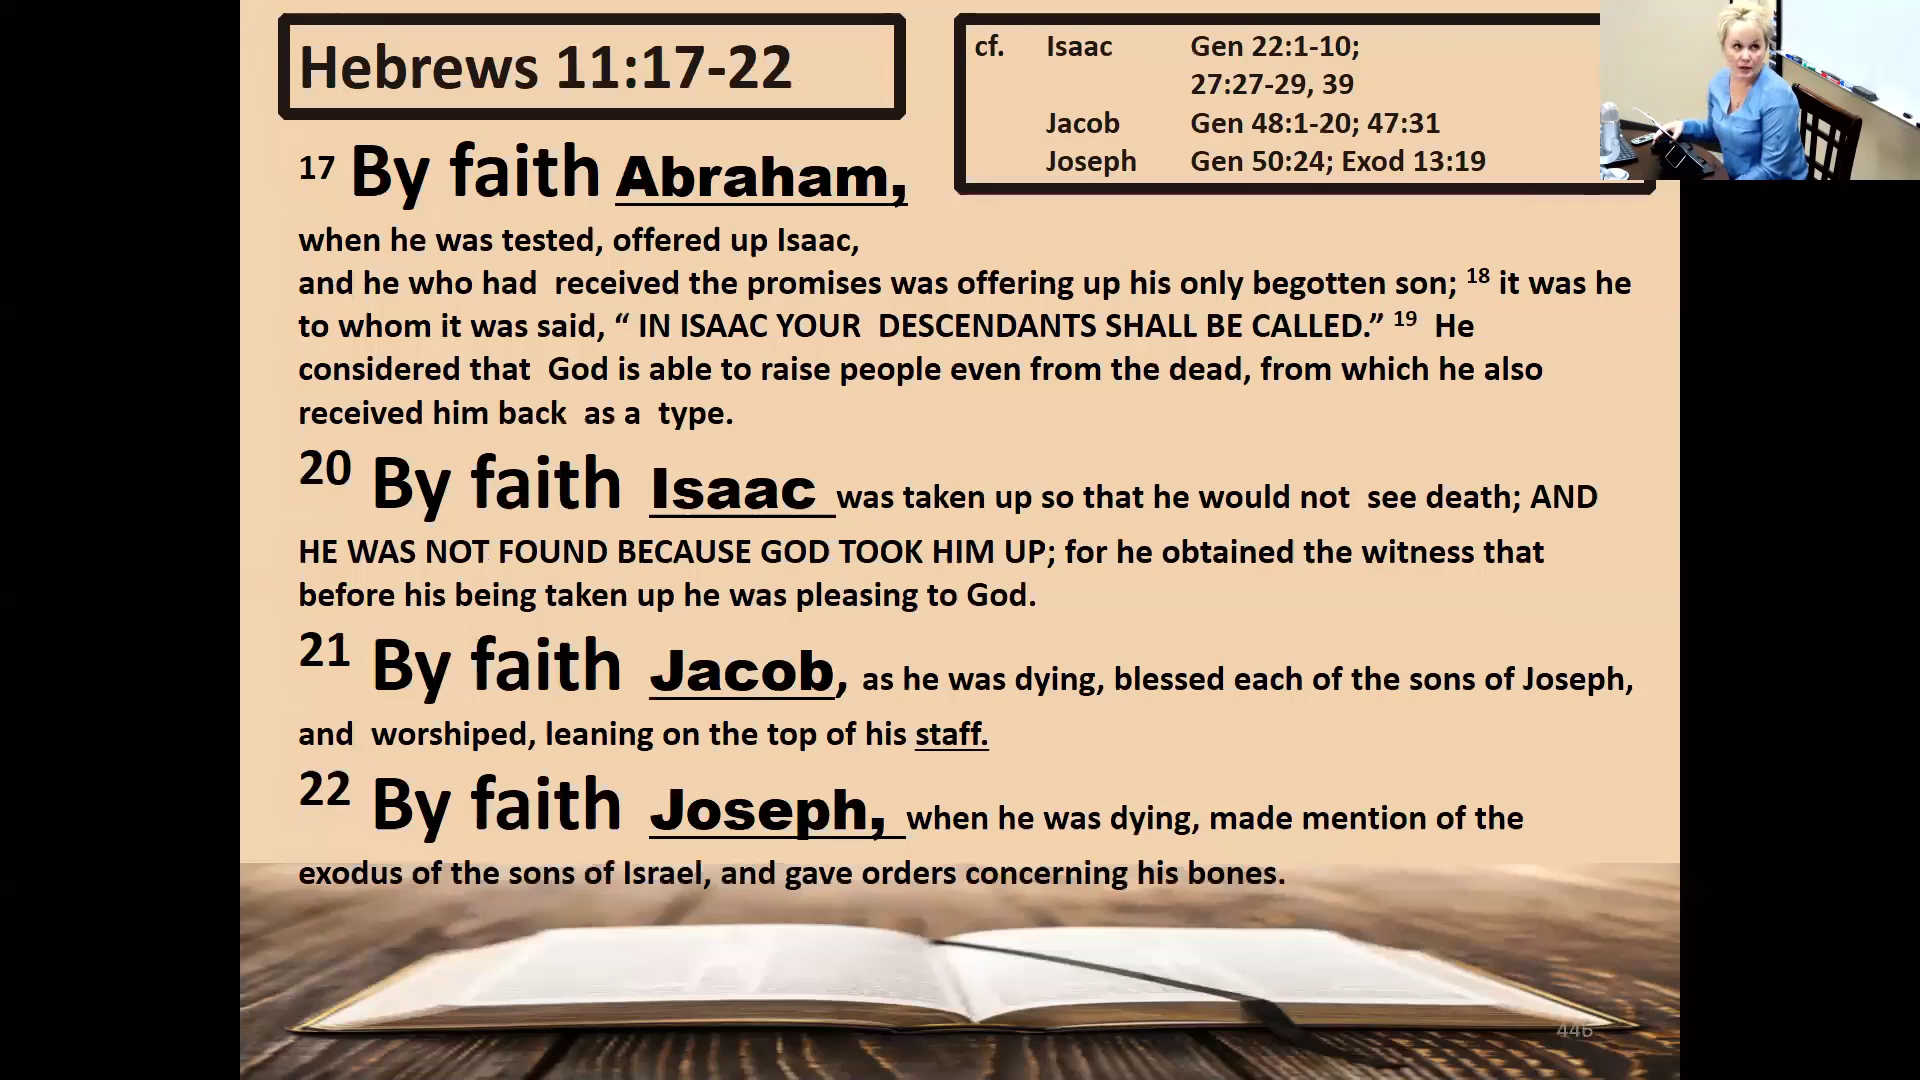 Hebrews 11:17-22
cf. Isaac Gen 22:1-10;
27:27-29, 39
Jacob Gen 48:1-20; 47:31
Joseph Gen 50:24; Exod 13:19
17 By faith Abraham,
when he was tested, offered up Isaac,
and he who had received the promises was offering up his only begotten son; 18 it was he
to whom it was said, “ IN ISAAC YOUR DESCENDANTS SHALL BE CALLED.” 19 He
considered that God is able to raise people even from the dead, from which he also
received him back as a type.
20 By faith Isaac was taken up so that he would not see death; AND
HE WAS NOT FOUND BECAUSE GOD TOOK HIM UP; for he obtained the witness that
before his being taken up he was pleasing to God.
21 By faith Jacob, as he was dying, blessed each of the sons of Joseph,
and worshiped, leaning on the top of his staff.
22 By faith Joseph, when he was dying, made mention of the
exodus of the sons of Israel, and gave orders concerning his bones.
446